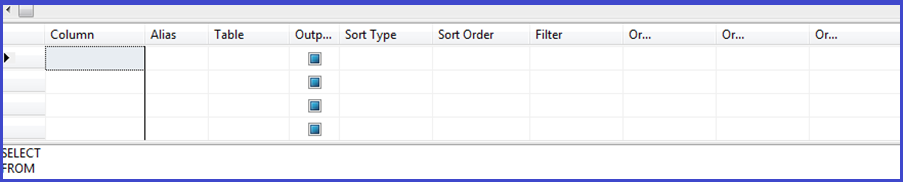 Column Alias Table Outp... Sort Type Sort Order Filter Or... Or... Or...
SELECT
FROM